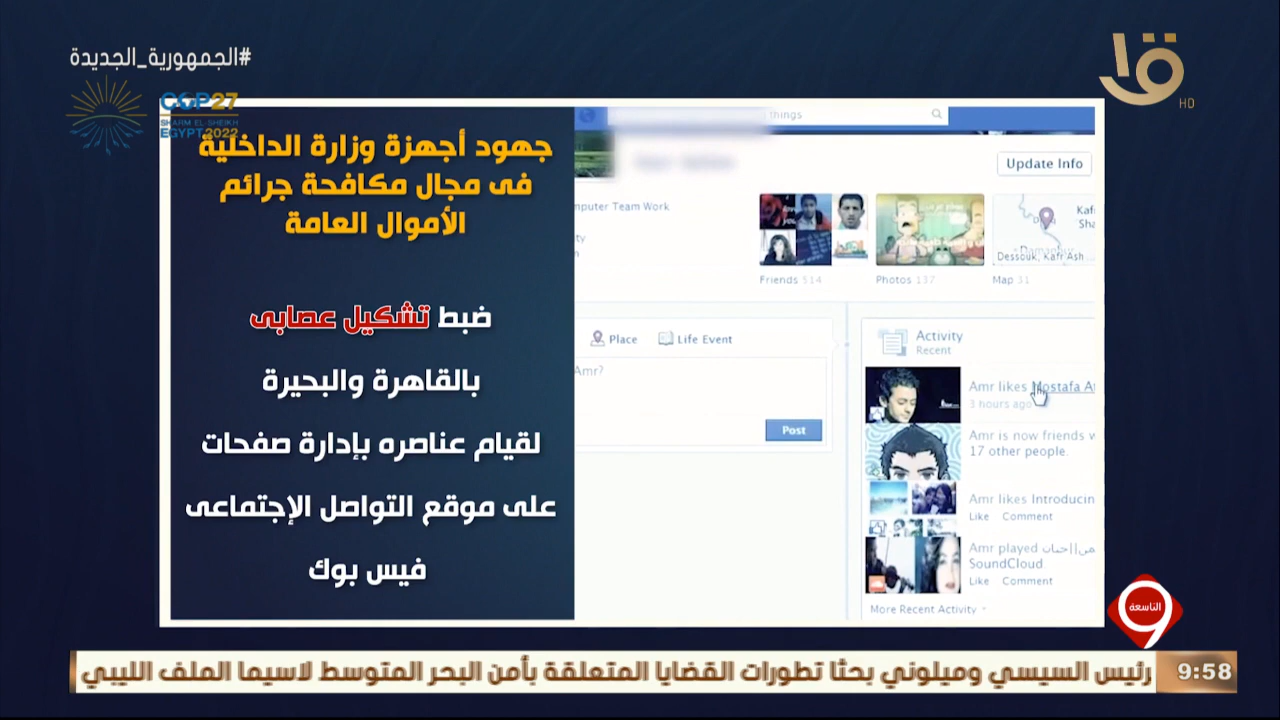 #الجمهورية_الجديدة
COP27
SHARM EL-SHEIKH
EGYPT 2022
HD
جهود أجهزة وزارة الداخلية
فى مجال مكافحة جرائم
الأموال العامة
ضبط تشكيل عصابى
بالقاهرة والبحيرة
لقيام عناصره بإدارة صفحات
على موقع التواصل الإجتماعى
فيس بوك
things
Update Info
mputer Team Work
Friends 514
Photos 137
Map 31
Dessouk, Kafr Ash
Place
Life Event
Amr?
Post
Activity
Recent
Amr likes Mostafa
3 hours ago
Amr is now friends
17 other people.
Amr likes Introducin
Like Comment
Amr played
SoundCloud.
Like Comment
More Recent Activity
التاسعة
9
رئيس السيسي وميلوني بحثا تطورات القضايا المتعلقة بأمن البحر المتوسط لاسيما الملف الليبي
9:58